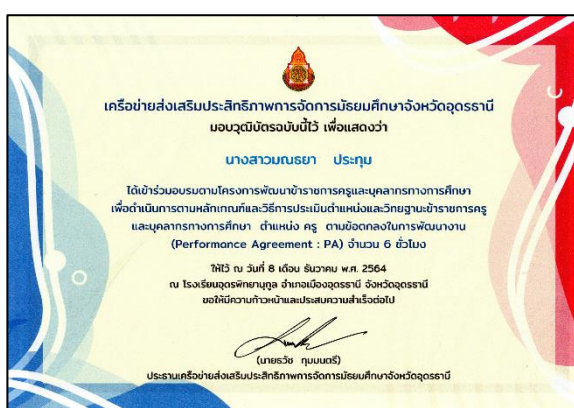 เครือข่ายส่งเสริมประสิทธิภาพการจัดการมัธยมศึกษาจังหวัดอุดรธานี
มอบวุฒิบัตรฉบับนี้ไว้ เพื่อแสดงว่า
นางสาวมณธยา ประทุม
ได้เข้าร่วมอบรมตามโครงการพัฒนาข้าราชการครูและบุคลากรทางการศึกษา
เพื่อดำเนินการตามหลักเกณฑ์และวิธีการประเมินตำแหน่งและวิทยฐานะข้าราชการครู
และบุคลากรทางการศึกษา ตำแหน่ง ครู ตามข้อตกลงในการพัฒนางาน
(Performance Agreement : PA) จำนวน 6 ชั่วโมง
ให้ไว้ ณ วันที่ 8 เดือน ธันวาคม พ.ศ. 2564
ณ โรงเรียนอุดรพิทยานุกูล อำเภอเมืองอุดรธานี จังหวัดอุดรธานี
ขอให้มีความก้าวหน้าและประสบความสำเร็จต่อไป
(นายธวัช ทุมมนตรี)
ประธานเครือข่ายส่งเสริมประสิทธิภาพการจัดการมัธยมศึกษาจังหวัดอุดรธานี